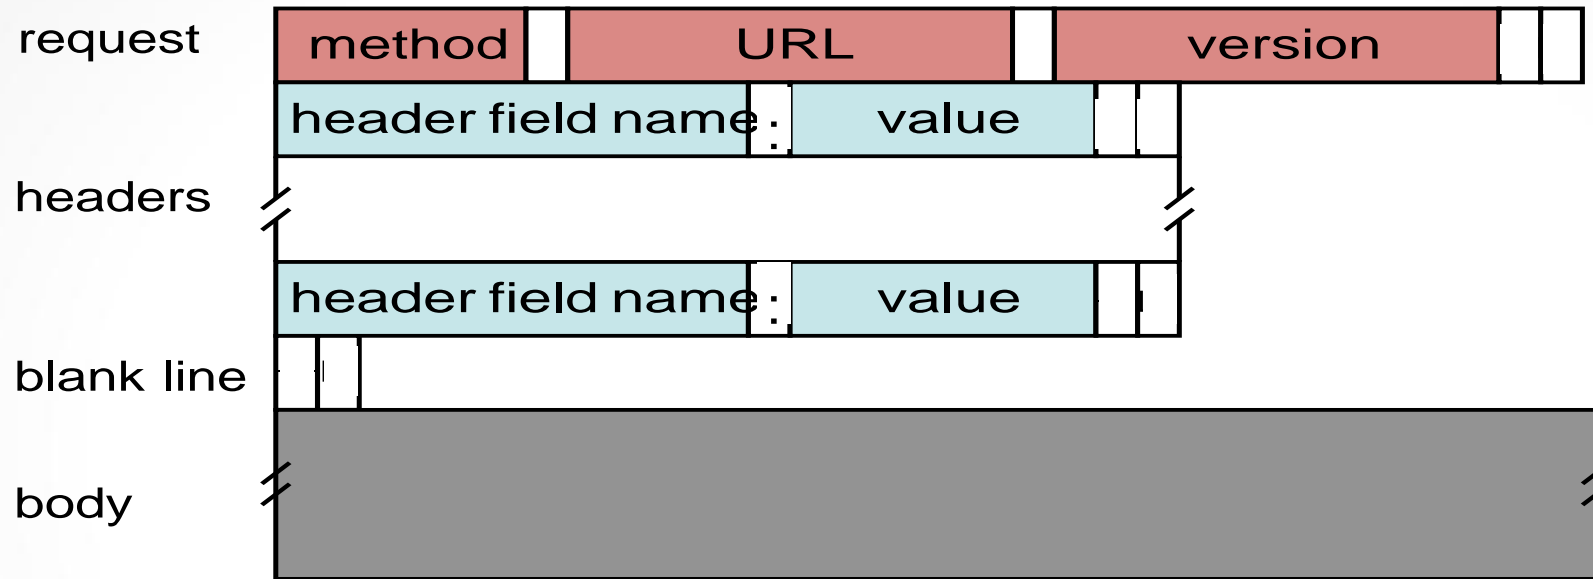 request method URL version
header field name : value
headers
header field name : value
blank line
body